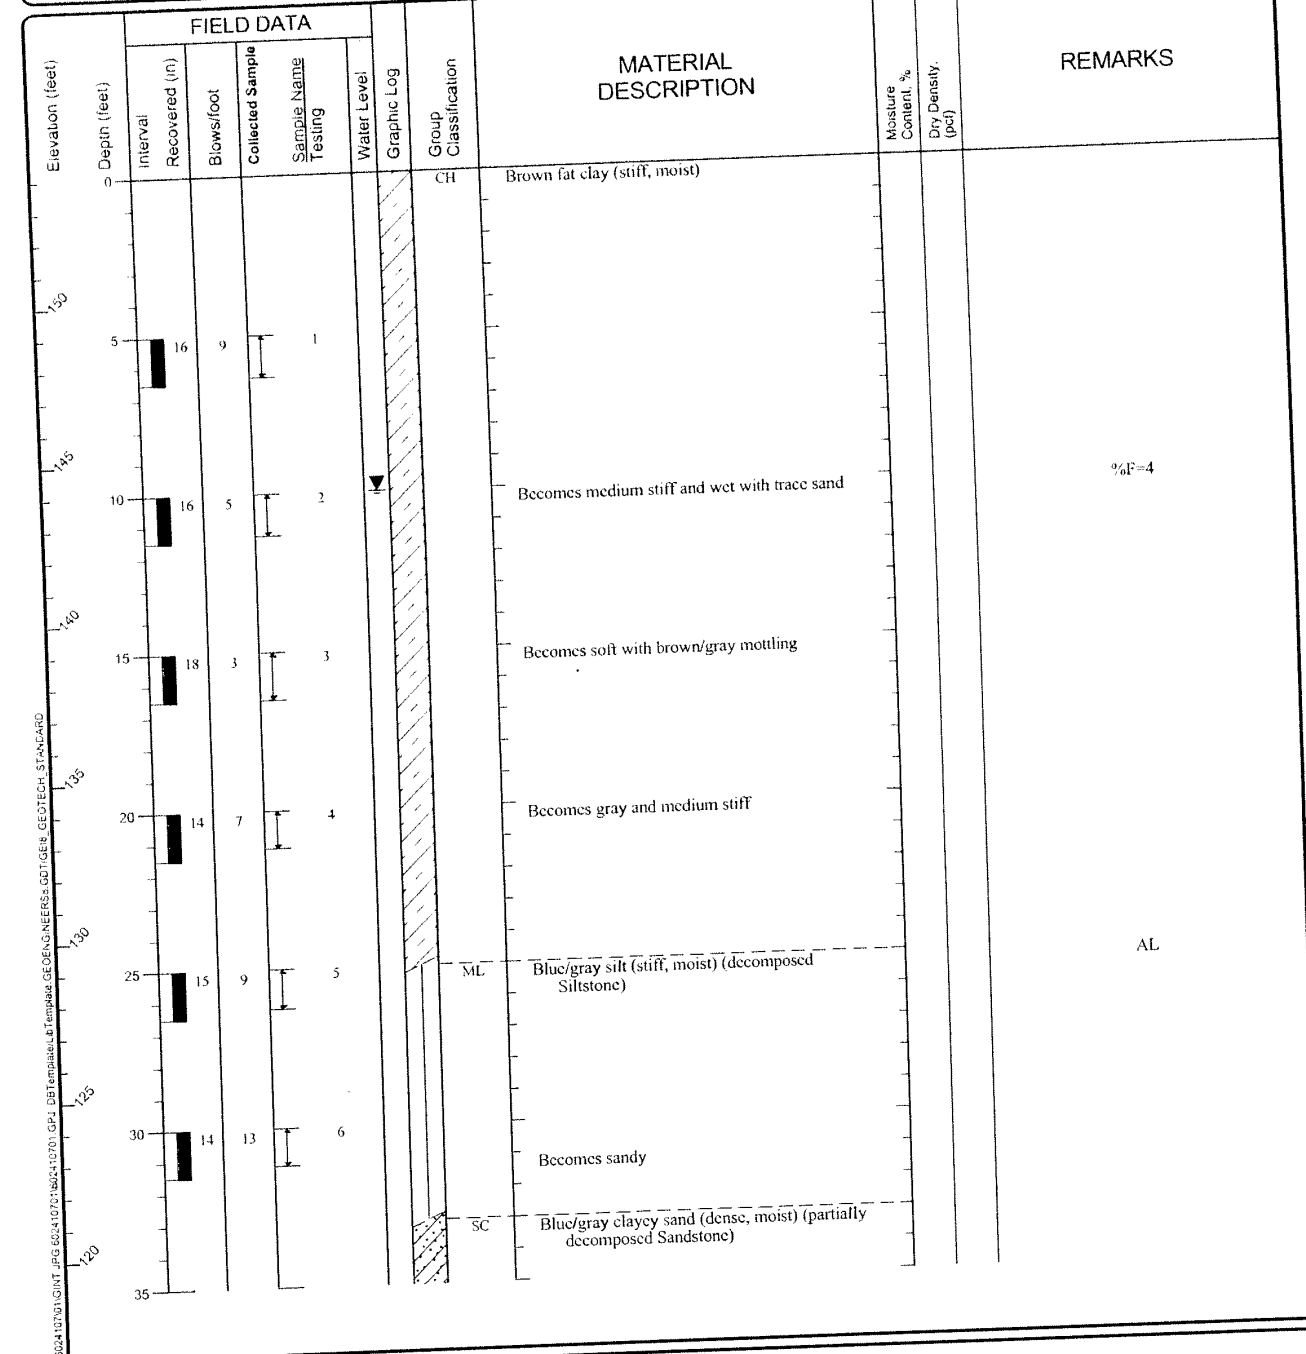 FIELD DATA
Elevation (feet)
Depth (feet)
Interval
Recovered (in)
Blows/foot
Collected Sample
Sample Name
Testing
Water Level
Graphic Log
Group
Classification
MATERIAL
DESCRIPTION
Moisture
Content, %
Dry Density,
(pcf)
REMARKS
0 CH Brown fat clay (stiff, moist)
150
5 16 9 1
145
%F=4
10 16 5 2 Becomes medium stiff and wet with trace sand
140
15 18 3 3 Becomes soft with brown/gray mottling
135
20 14 7 4 Becomes gray and medium stiff
130
AL
25 15 9 5 ML Blue/gray silt (stiff, moist) (decomposed
Siltstone)
125
30 14 13 6
Becomes sandy
SC Blue/gray clayey sand (dense, moist) (partially
decomposed Sandstone)
120
35